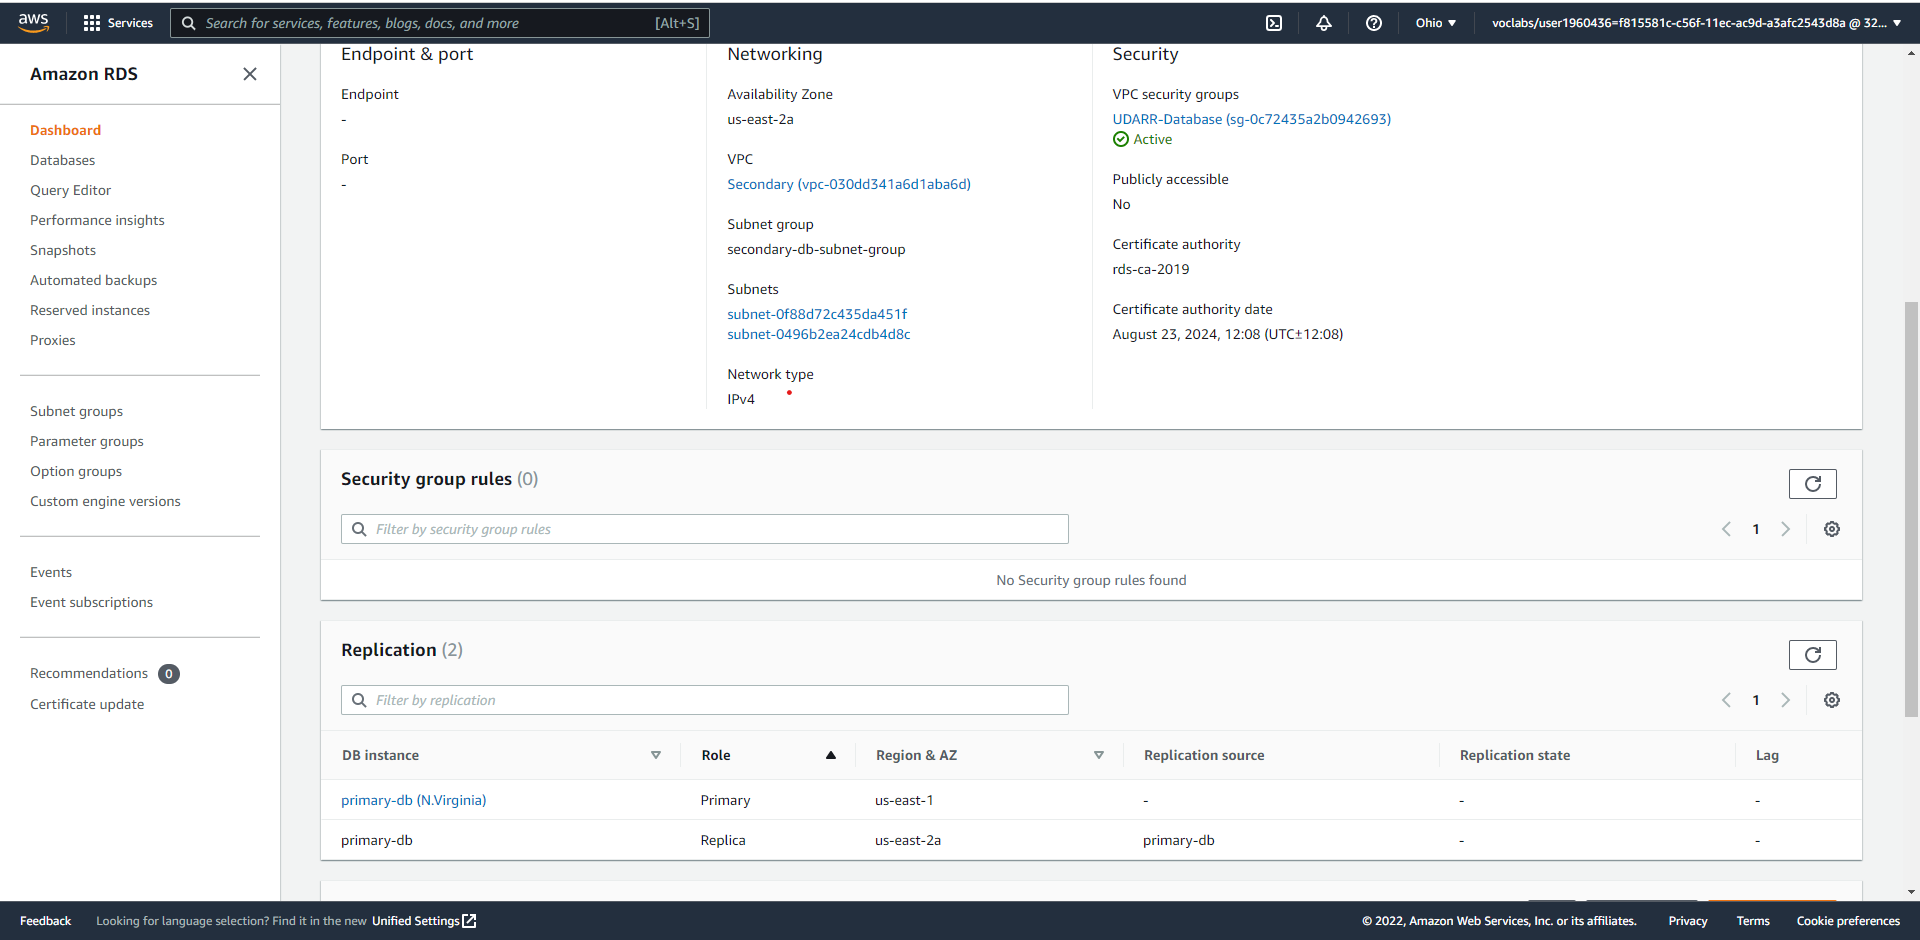 aws
Services
Search for services, features, blogs, docs, and more
[Alt+S]
Ohio ▼
voclabs/user1960436=f815581c-c56f-11ec-ac9d-a3afc2543d8a @ 32... ▼
Amazon RDS
Dashboard
Databases
Query Editor
Performance insights
Snapshots
Automated backups
Reserved instances
Proxies
Subnet groups
Parameter groups
Option groups
Custom engine versions
Events
Event subscriptions
Recommendations 0
Certificate update
Endpoint & port
Endpoint
-
Port
-
Networking
Availability Zone
us-east-2a
VPC
Secondary (vpc-030dd341a6d1aba6d)
Subnet group
secondary-db-subnet-group
Subnets
subnet-0f88d72c435da451f
subnet-0496b2ea24cdb4d8c
Network type
IPv4
Security
VPC security groups
UDARR-Database (sg-0c72435a2b0942693)
Active
Publicly accessible
No
Certificate authority
rds-ca-2019
Certificate authority date
August 23, 2024, 12:08 (UTC±12:08)
Security group rules (0)
Filter by security group rules
1
No Security group rules found
Replication (2)
Filter by replication
1
DB instance Role Region & AZ Replication source Replication state Lag
primary-db (N.Virginia) Primary us-east-1 - - -
primary-db Replica us-east-2a primary-db - -
Feedback Looking for language selection? Find it in the new Unified Settings
© 2022, Amazon Web Services, Inc. or its affiliates. Privacy Terms Cookie preferences